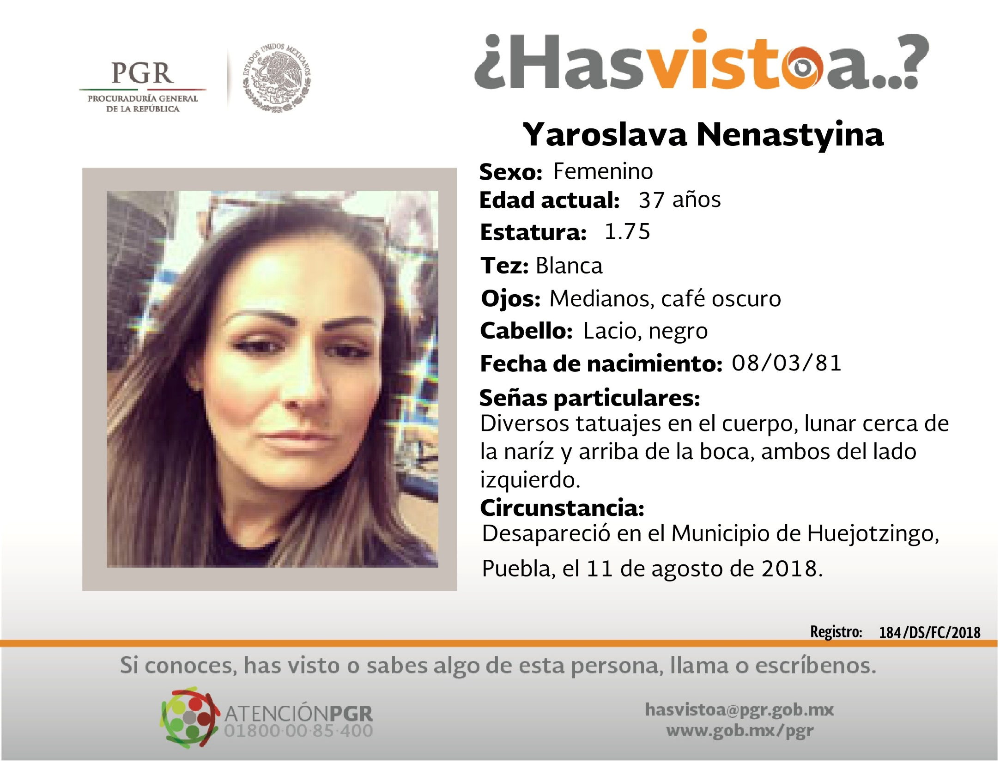 PGR
PROCURADURÍA GENERAL
DE LA REPÚBLICA
ESTADOS UNIDOS MEXICANOS
¿Hasvistoa..?
Yaroslava Nenastyina
Sexo: Femenino
Edad actual: 37 años
Estatura: 1.75
Tez: Blanca
Ojos: Medianos, café oscuro
Cabello: Lacio, negro
Fecha de nacimiento: 08/03/81
Señas particulares:
Diversos tatuajes en el cuerpo, lunar cerca de
la naríz y arriba de la boca, ambos del lado
izquierdo.
Circunstancia:
Desapareció en el Municipio de Huejotzingo,
Puebla, el 11 de agosto de 2018.
Registro: 184/DS/FC/2018
Si conoces, has visto o sabes algo de esta persona, llama o escríbenos.
ATENCIÓNPGR
01800·00·85·400
hasvistoa@pgr.gob.mx
www.gob.mx/pgr